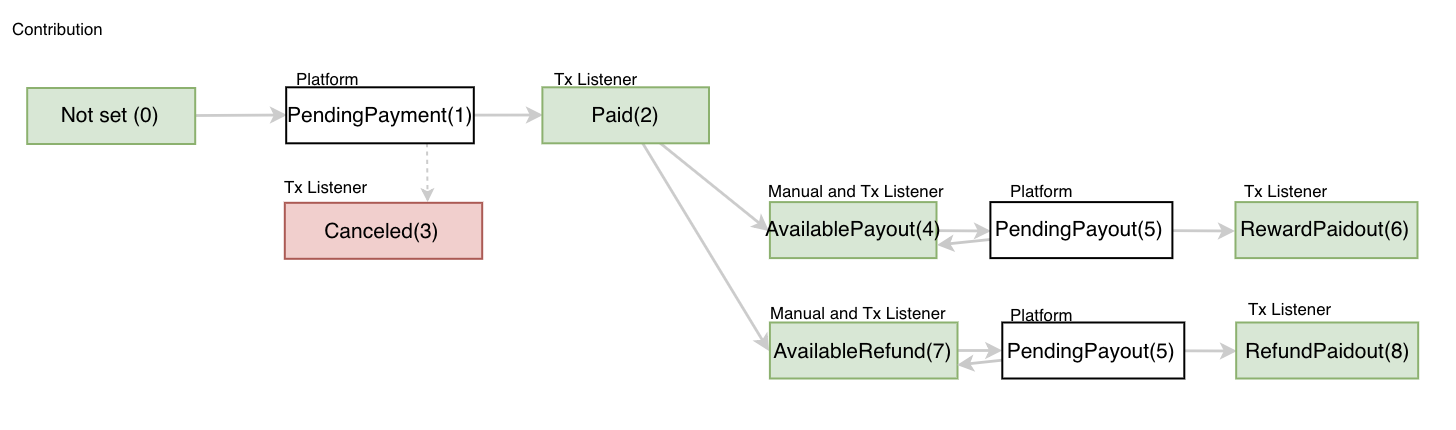 Contribution
Platform
Tx Listener
Not set (0)
PendingPayment(1)
Paid(2)
Tx Listener
Canceled(3)
Manual and Tx Listener
Platform
Tx Listener
AvailablePayout(4)
PendingPayout(5)
RewardPaidout(6)
Manual and Tx Listener
Platform
Tx Listener
AvailableRefund(7)
PendingPayout(5)
RefundPaidout(8)